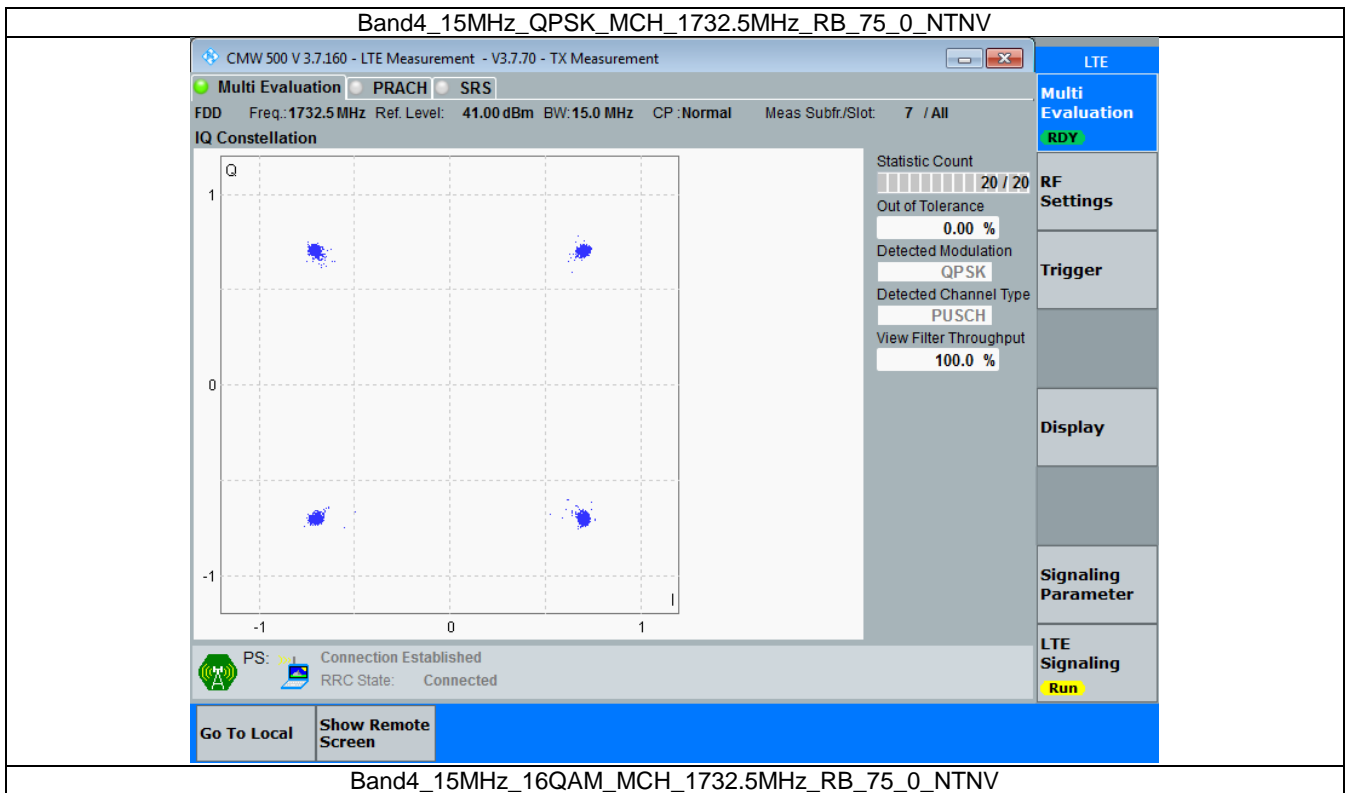 Band4_15MHz_QPSK_MCH_1732.5MHz_RB_75_0_NTNV
CMW 500 V 3.7.160 - LTE Measurement - V3.7.70 - TX Measurement
LTE
Multi Evaluation PRACH SRS
Multi
Evaluation
RDY
FDD Freq.:1732.5 MHz Ref. Level: 41.00 dBm BW:15.0 MHz CP :Normal Meas Subfr./Slot: 7 / All
IQ Constellation
Q
1
0
-1
I
-1 0 1
Statistic Count
20 / 20
Out of Tolerance
0.00 %
Detected Modulation
QPSK
Detected Channel Type
PUSCH
View Filter Throughput
100.0 %
RF
Settings
Trigger
Display
Signaling
Parameter
LTE
Signaling
Run
PS:
Connection Established
RRC State: Connected
Go To Local
Show Remote
Screen
Band4_15MHz_16QAM_MCH_1732.5MHz_RB_75_0_NTNV